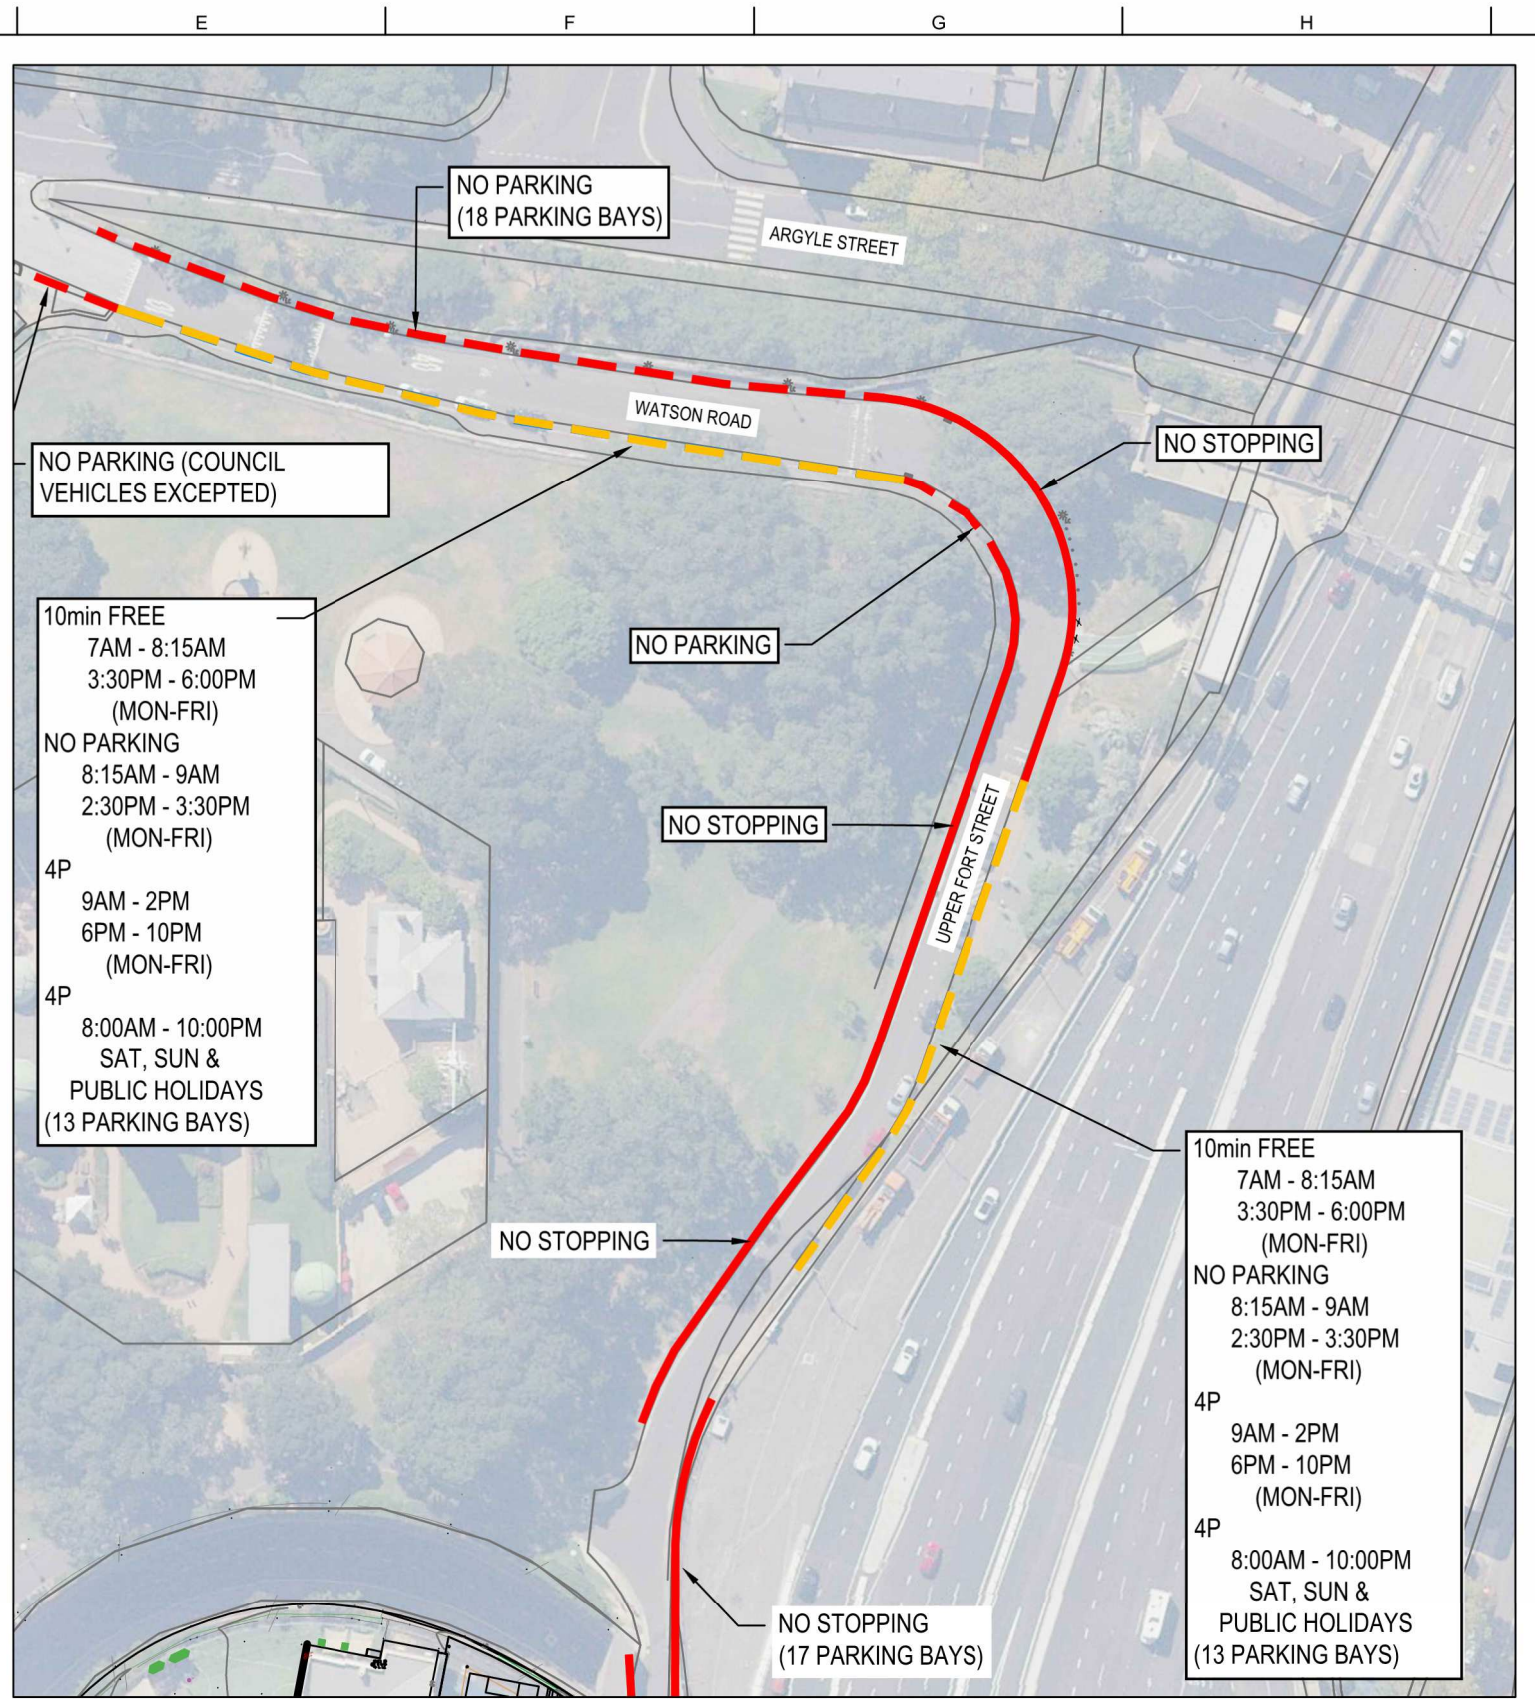 E
F
G
H
NO PARKING
(18 PARKING BAYS)
ARGYLE STREET
WATSON ROAD
NO STOPPING
NO PARKING (COUNCIL
VEHICLES EXCEPTED)
10min FREE
7AM - 8:15AM
3:30PM - 6:00PM
(MON-FRI)
NO PARKING
8:15AM - 9AM
2:30PM - 3:30PM
(MON-FRI)
4P
9AM - 2PM
6PM - 10PM
(MON-FRI)
4P
8:00AM - 10:00PM
SAT, SUN &
PUBLIC HOLIDAYS
(13 PARKING BAYS)
NO PARKING
NO STOPPING
UPPER FORT STREET
NO STOPPING
10min FREE
7AM - 8:15AM
3:30PM - 6:00PM
(MON-FRI)
NO PARKING
8:15AM - 9AM
2:30PM - 3:30PM
(MON-FRI)
4P
9AM - 2PM
6PM - 10PM
(MON-FRI)
4P
8:00AM - 10:00PM
SAT, SUN &
PUBLIC HOLIDAYS
(13 PARKING BAYS)
NO STOPPING
(17 PARKING BAYS)